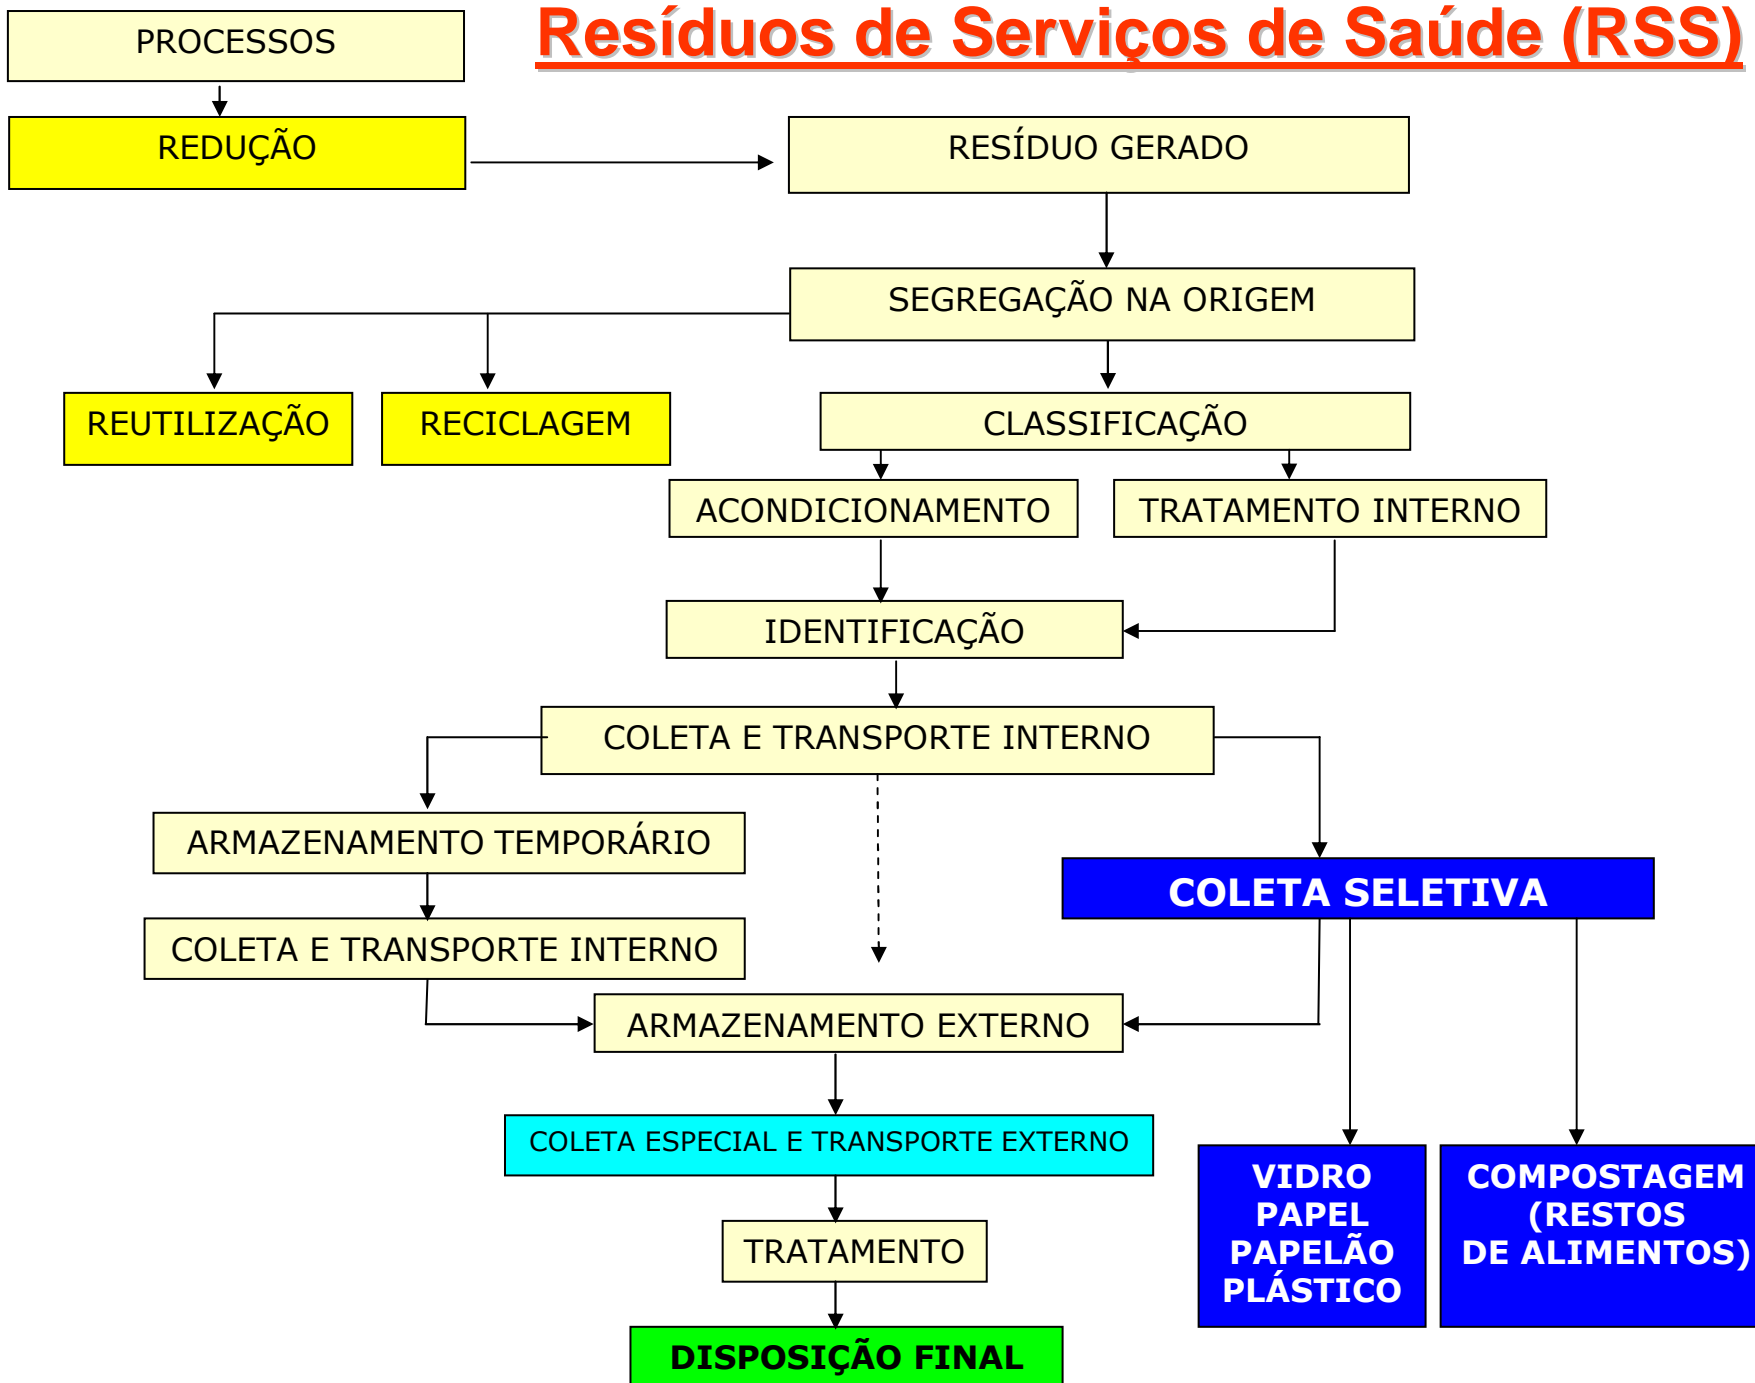 Resíduos de Serviços de Saúde (RSS)
PROCESSOS
REDUÇÃO
RESÍDUO GERADO
SEGREGAÇÃO NA ORIGEM
REUTILIZAÇÃO
RECICLAGEM
CLASSIFICAÇÃO
ACONDICIONAMENTO
TRATAMENTO INTERNO
IDENTIFICAÇÃO
COLETA E TRANSPORTE INTERNO
ARMAZENAMENTO TEMPORÁRIO
COLETA SELETIVA
COLETA E TRANSPORTE INTERNO
ARMAZENAMENTO EXTERNO
COLETA ESPECIAL E TRANSPORTE EXTERNO
VIDRO
PAPEL
PAPELÃO
PLÁSTICO
COMPOSTAGEM
(RESTOS
DE ALIMENTOS)
TRATAMENTO
DISPOSIÇÃO FINAL